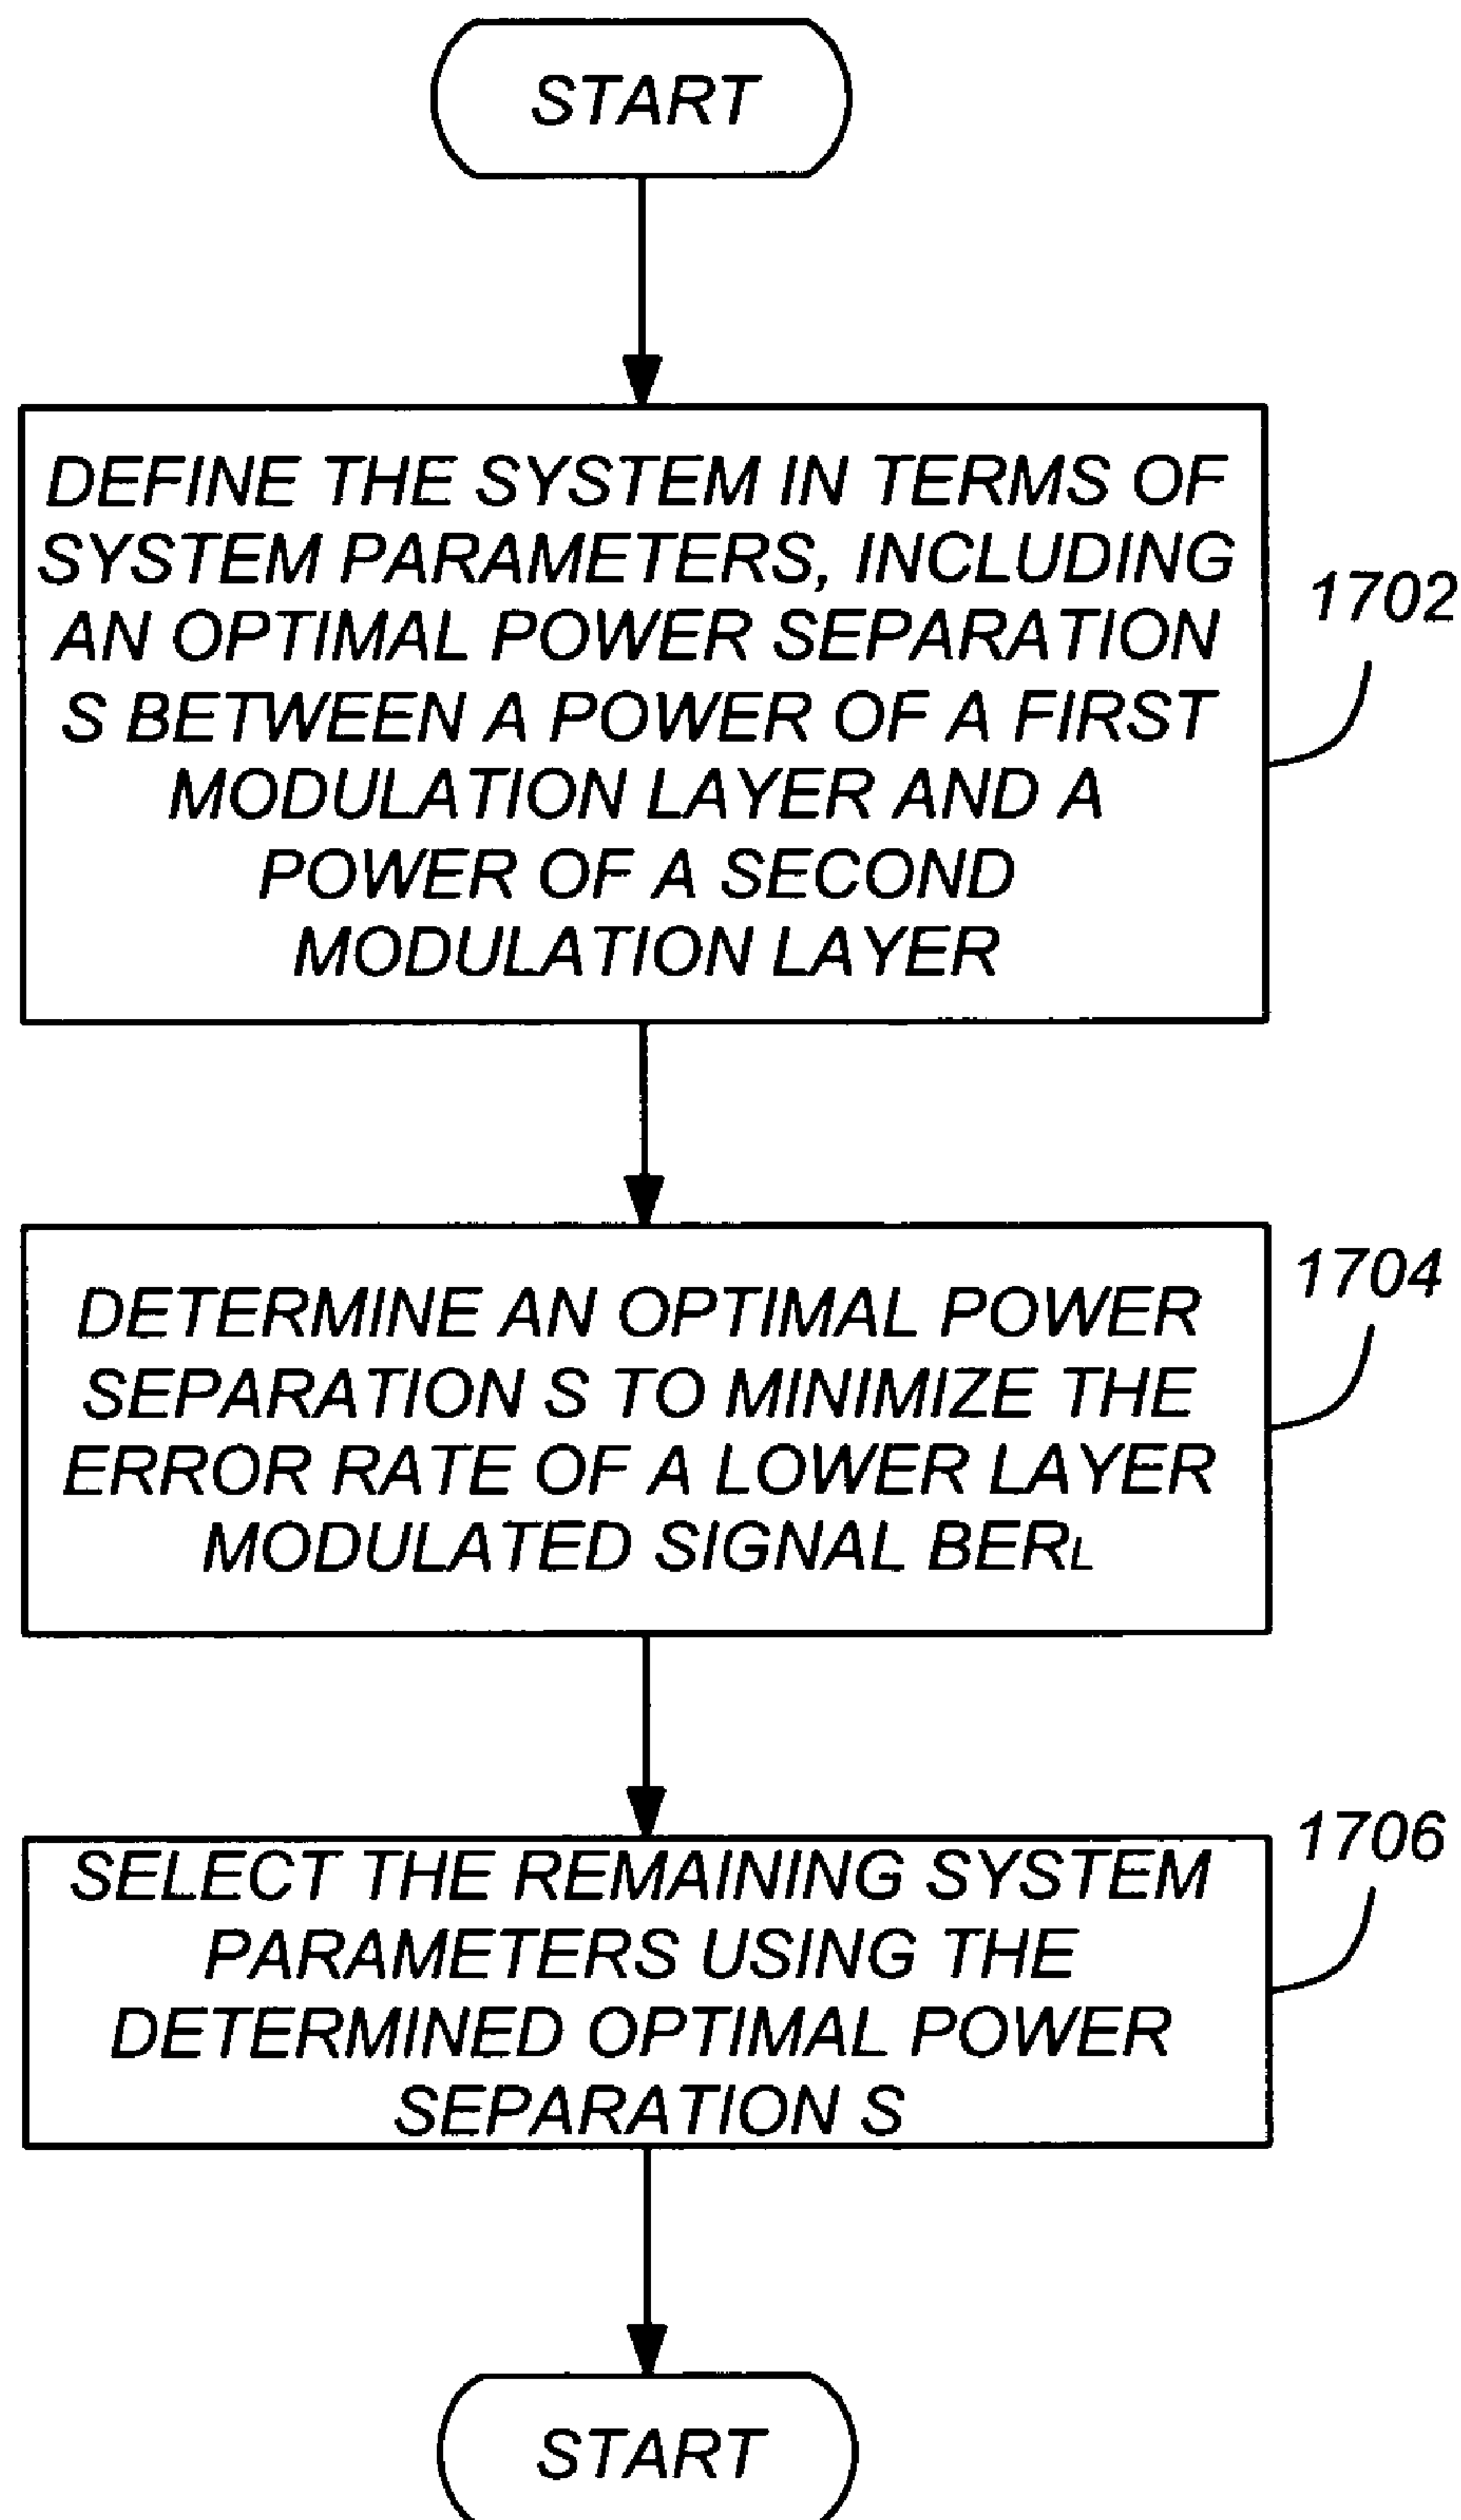 START
DEFINE THE SYSTEM IN TERMS OF
SYSTEM PARAMETERS, INCLUDING
AN OPTIMAL POWER SEPARATION
S BETWEEN A POWER OF A FIRST
MODULATION LAYER AND A
POWER OF A SECOND
MODULATION LAYER
1702
DETERMINE AN OPTIMAL POWER
SEPARATION S TO MINIMIZE THE
ERROR RATE OF A LOWER LAYER
MODULATED SIGNAL BERL
1704
SELECT THE REMAINING SYSTEM
PARAMETERS USING THE
DETERMINED OPTIMAL POWER
SEPARATION S
1706
START